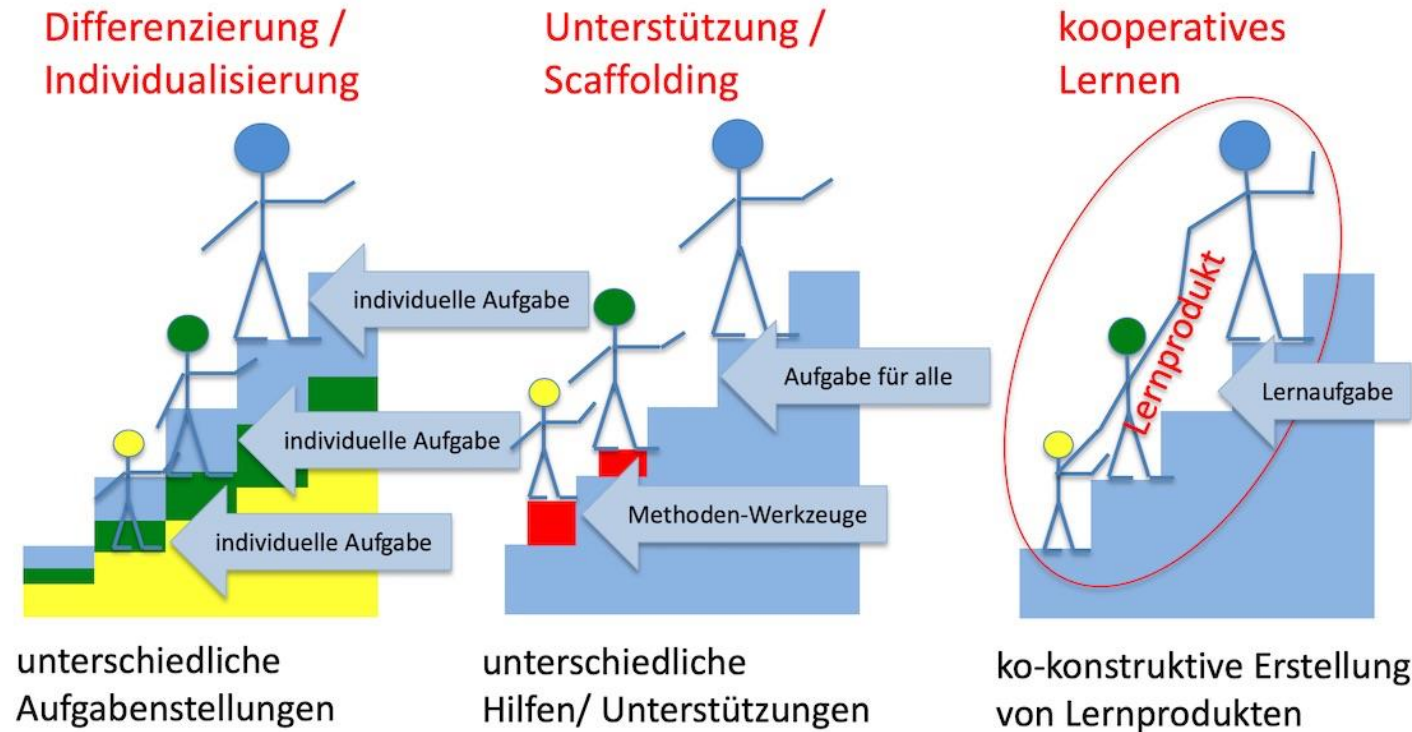 Differenzierung /
Individualisierung
individuelle Aufgabe
individuelle Aufgabe
individuelle Aufgabe
unterschiedliche
Aufgabenstellungen
Unterstützung /
Scaffolding
Aufgabe für alle
Methoden-Werkzeuge
unterschiedliche
Hilfen/ Unterstützungen
kooperatives
Lernen
Lernprodukt
Lernaufgabe
ko-konstruktive Erstellung
von Lernprodukten